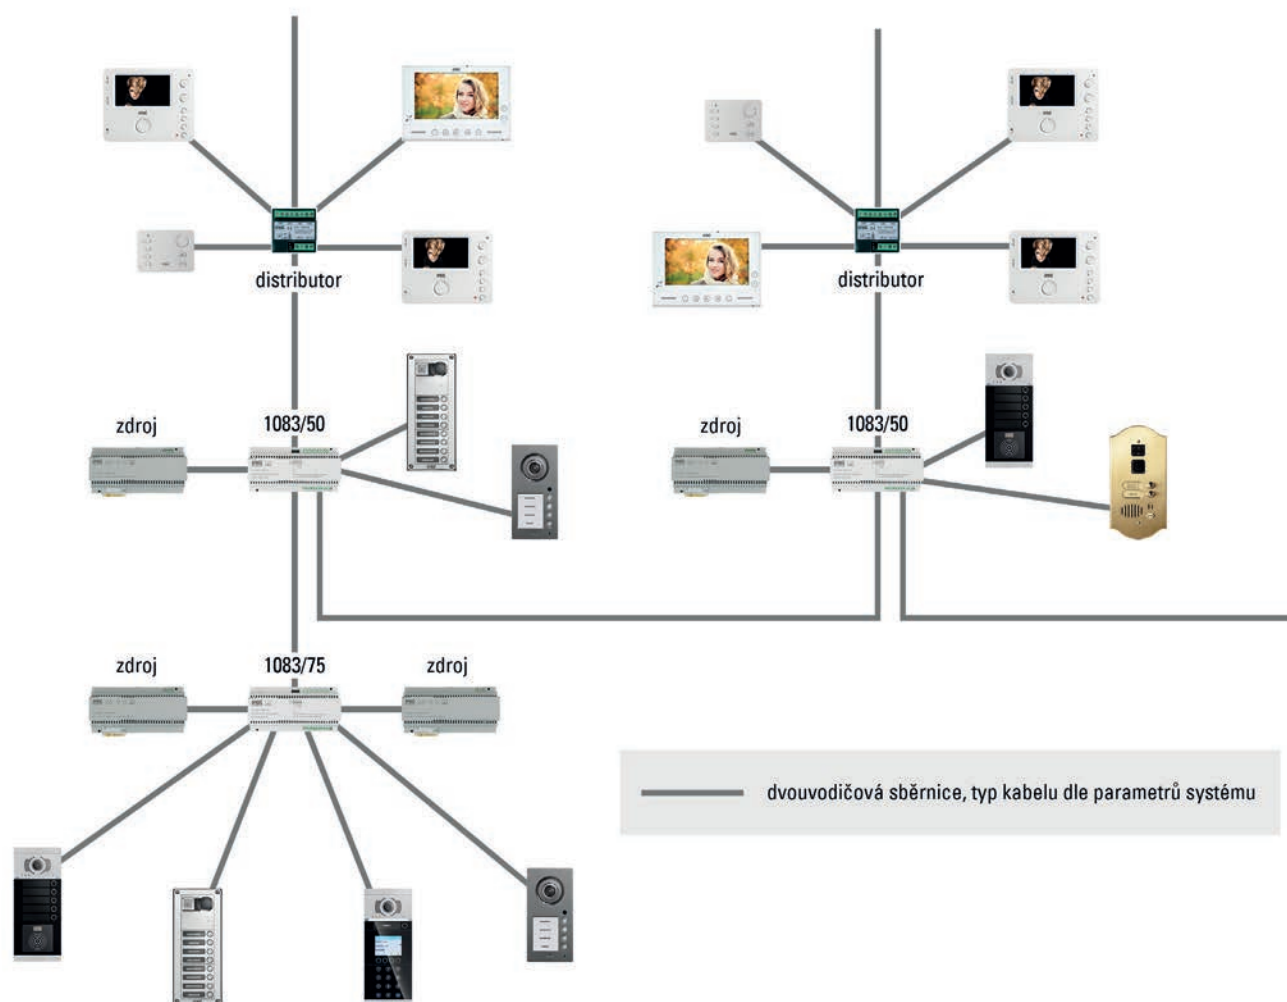 distributor
distributor
zdroj
1083/50
zdroj
1083/50
zdroj
1083/75
zdroj
dvouvodičová sběrnice, typ kabelu dle parametrů systému